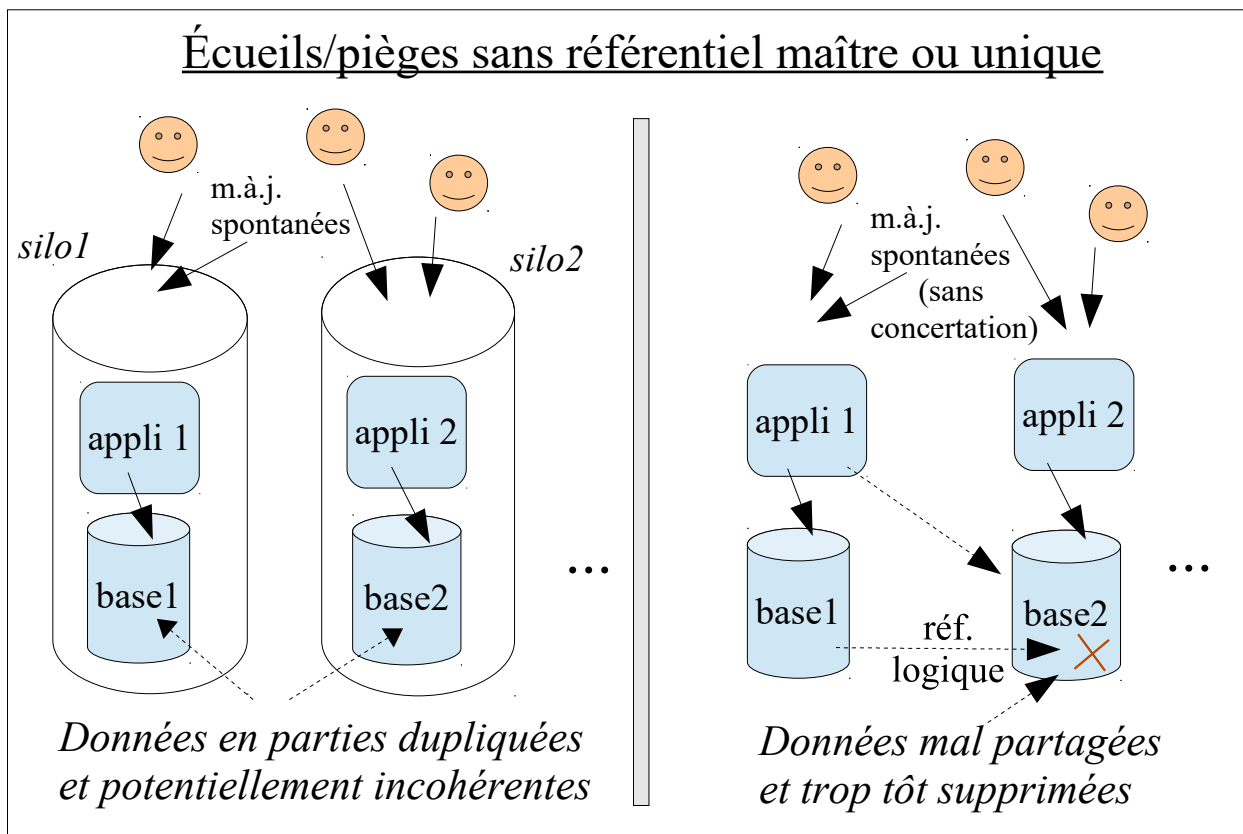 Écueils/pièges sans référentiel maître ou unique
m.à.j.
spontanées
silo1
silo2
appli 1
appli 2
base1
base2
...
Données en parties dupliquées
et potentiellement incohérentes
m.à.j.
spontanées
(sans
concertation)
appli 1
appli 2
base1
base2
...
réf.
logique
Données mal partagées
et trop tôt supprimées